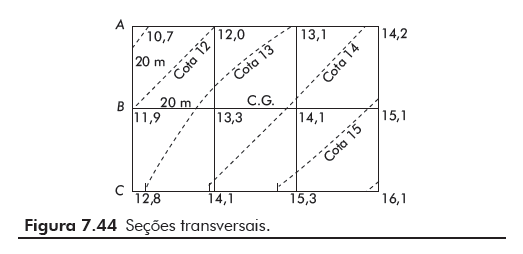 A
10,7
12,0
13,1
14,2
20 m
Cota 12
Cota 13
Cota 14
B
20 m
C.G.
11,9
13,3
14,1
15,1
Cota 15
C
12,8
14,1
15,3
16,1
Figura 7.44 Seções transversais.